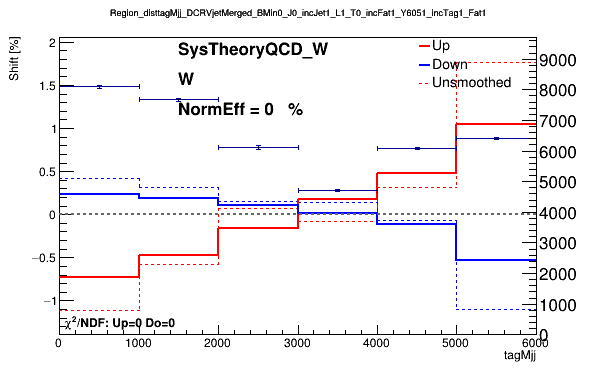 Region_disttagMjj_DCRVjetMerged_BMin0_J0_incJet1_L1_T0_incFat1_Y6051_incTag1_Fat1
Shift [%]
SysTheoryQCD_W
W
NormEff = 0 %
Up
Down
Unsmoothed
2
1.5
1
0.5
0
−0.5
−1
9000
8000
7000
6000
5000
4000
3000
2000
1000
0
χ²/NDF: Up=0 Do=0
0 1000 2000 3000 4000 5000 6000
tagMjj